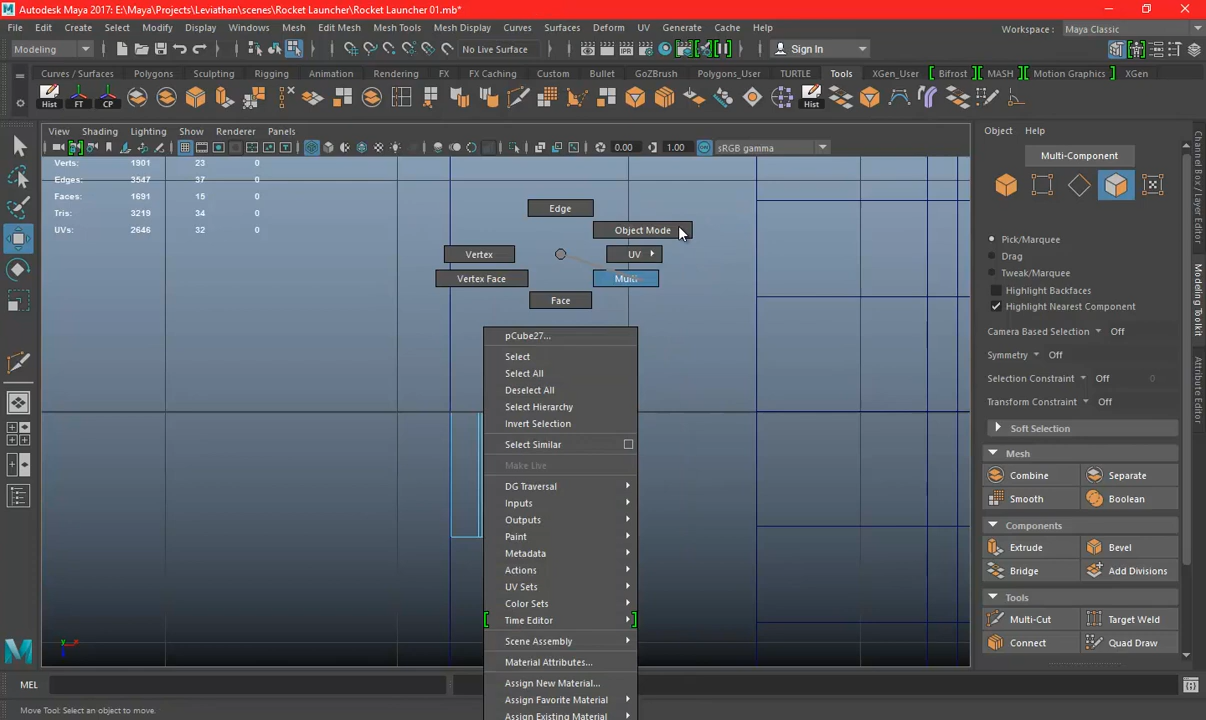 Autodesk Maya 2017: E:\Maya\Projects\Leviathan\scenes\Rocket Launcher\Rocket Launcher 01.mb*
File Edit Create Select Modify Display Windows Mesh Edit Mesh Mesh Tools Mesh Display Curves Surfaces Deform UV Generate Cache Help Workspace: Maya Classic
Modeling No Live Surface Sign In
Curves / Surfaces Polygons Sculpting Rigging Animation Rendering FX FX Caching Custom Bullet GoZBrush Polygons_User TURTLE Tools XGen_User Bifrost MASH Motion Graphics XGen
Hist FT CP Hist
View Shading Lighting Show Renderer Panels
0.00 1.00 sRGB gamma
Verts: 1901 23 0
Edges: 3547 37 0
Faces: 1691 15 0
Tris: 3219 34 0
UVs: 2646 32 0
Edge
Object Mode
Vertex UV
Vertex Face Multi
Face
pCube27...
Select
Select All
Deselect All
Select Hierarchy
Invert Selection
Select Similar
Make Live
DG Traversal
Inputs
Outputs
Paint
Metadata
Actions
UV Sets
Color Sets
Time Editor
Scene Assembly
Material Attributes...
Assign New Material...
Assign Favorite Material
Assign Existing Material
Object Help
Multi-Component
Pick/Marquee
Drag
Tweak/Marquee
Highlight Backfaces
Highlight Nearest Component
Camera Based Selection Off
Symmetry Off
Selection Constraint Off 0
Transform Constraint Off
Soft Selection
Mesh
Combine Separate
Smooth Boolean
Components
Extrude Bevel
Bridge Add Divisions
Tools
Multi-Cut Target Weld
Connect Quad Draw
Channel Box / Layer Editor
Modeling Toolkit
Attribute Editor
MEL
Move Tool: Select an object to move.